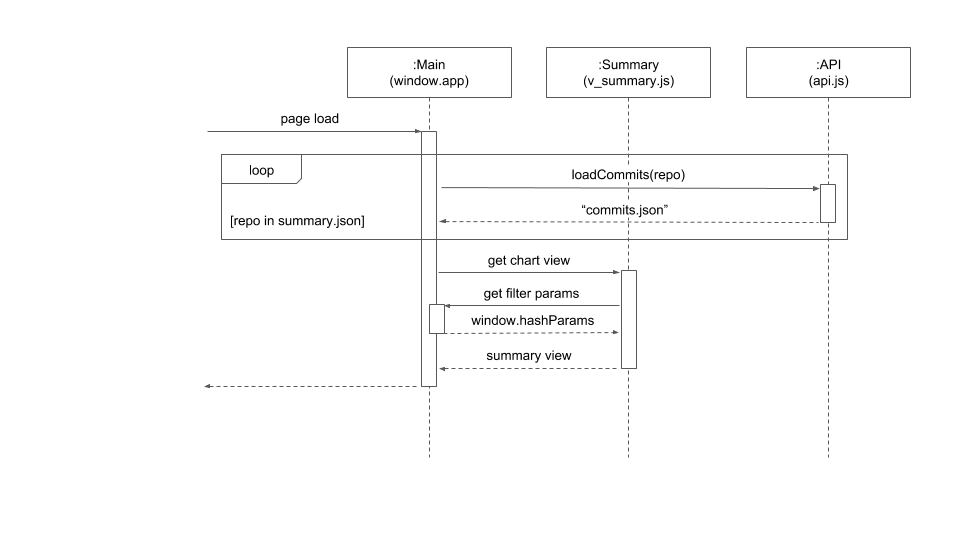 :Main
(window.app)
:Summary
(v_summary.js)
:API
(api.js)
page load
loop
loadCommits(repo)
“commits.json”
[repo in summary.json]
get chart view
get filter params
window.hashParams
summary view